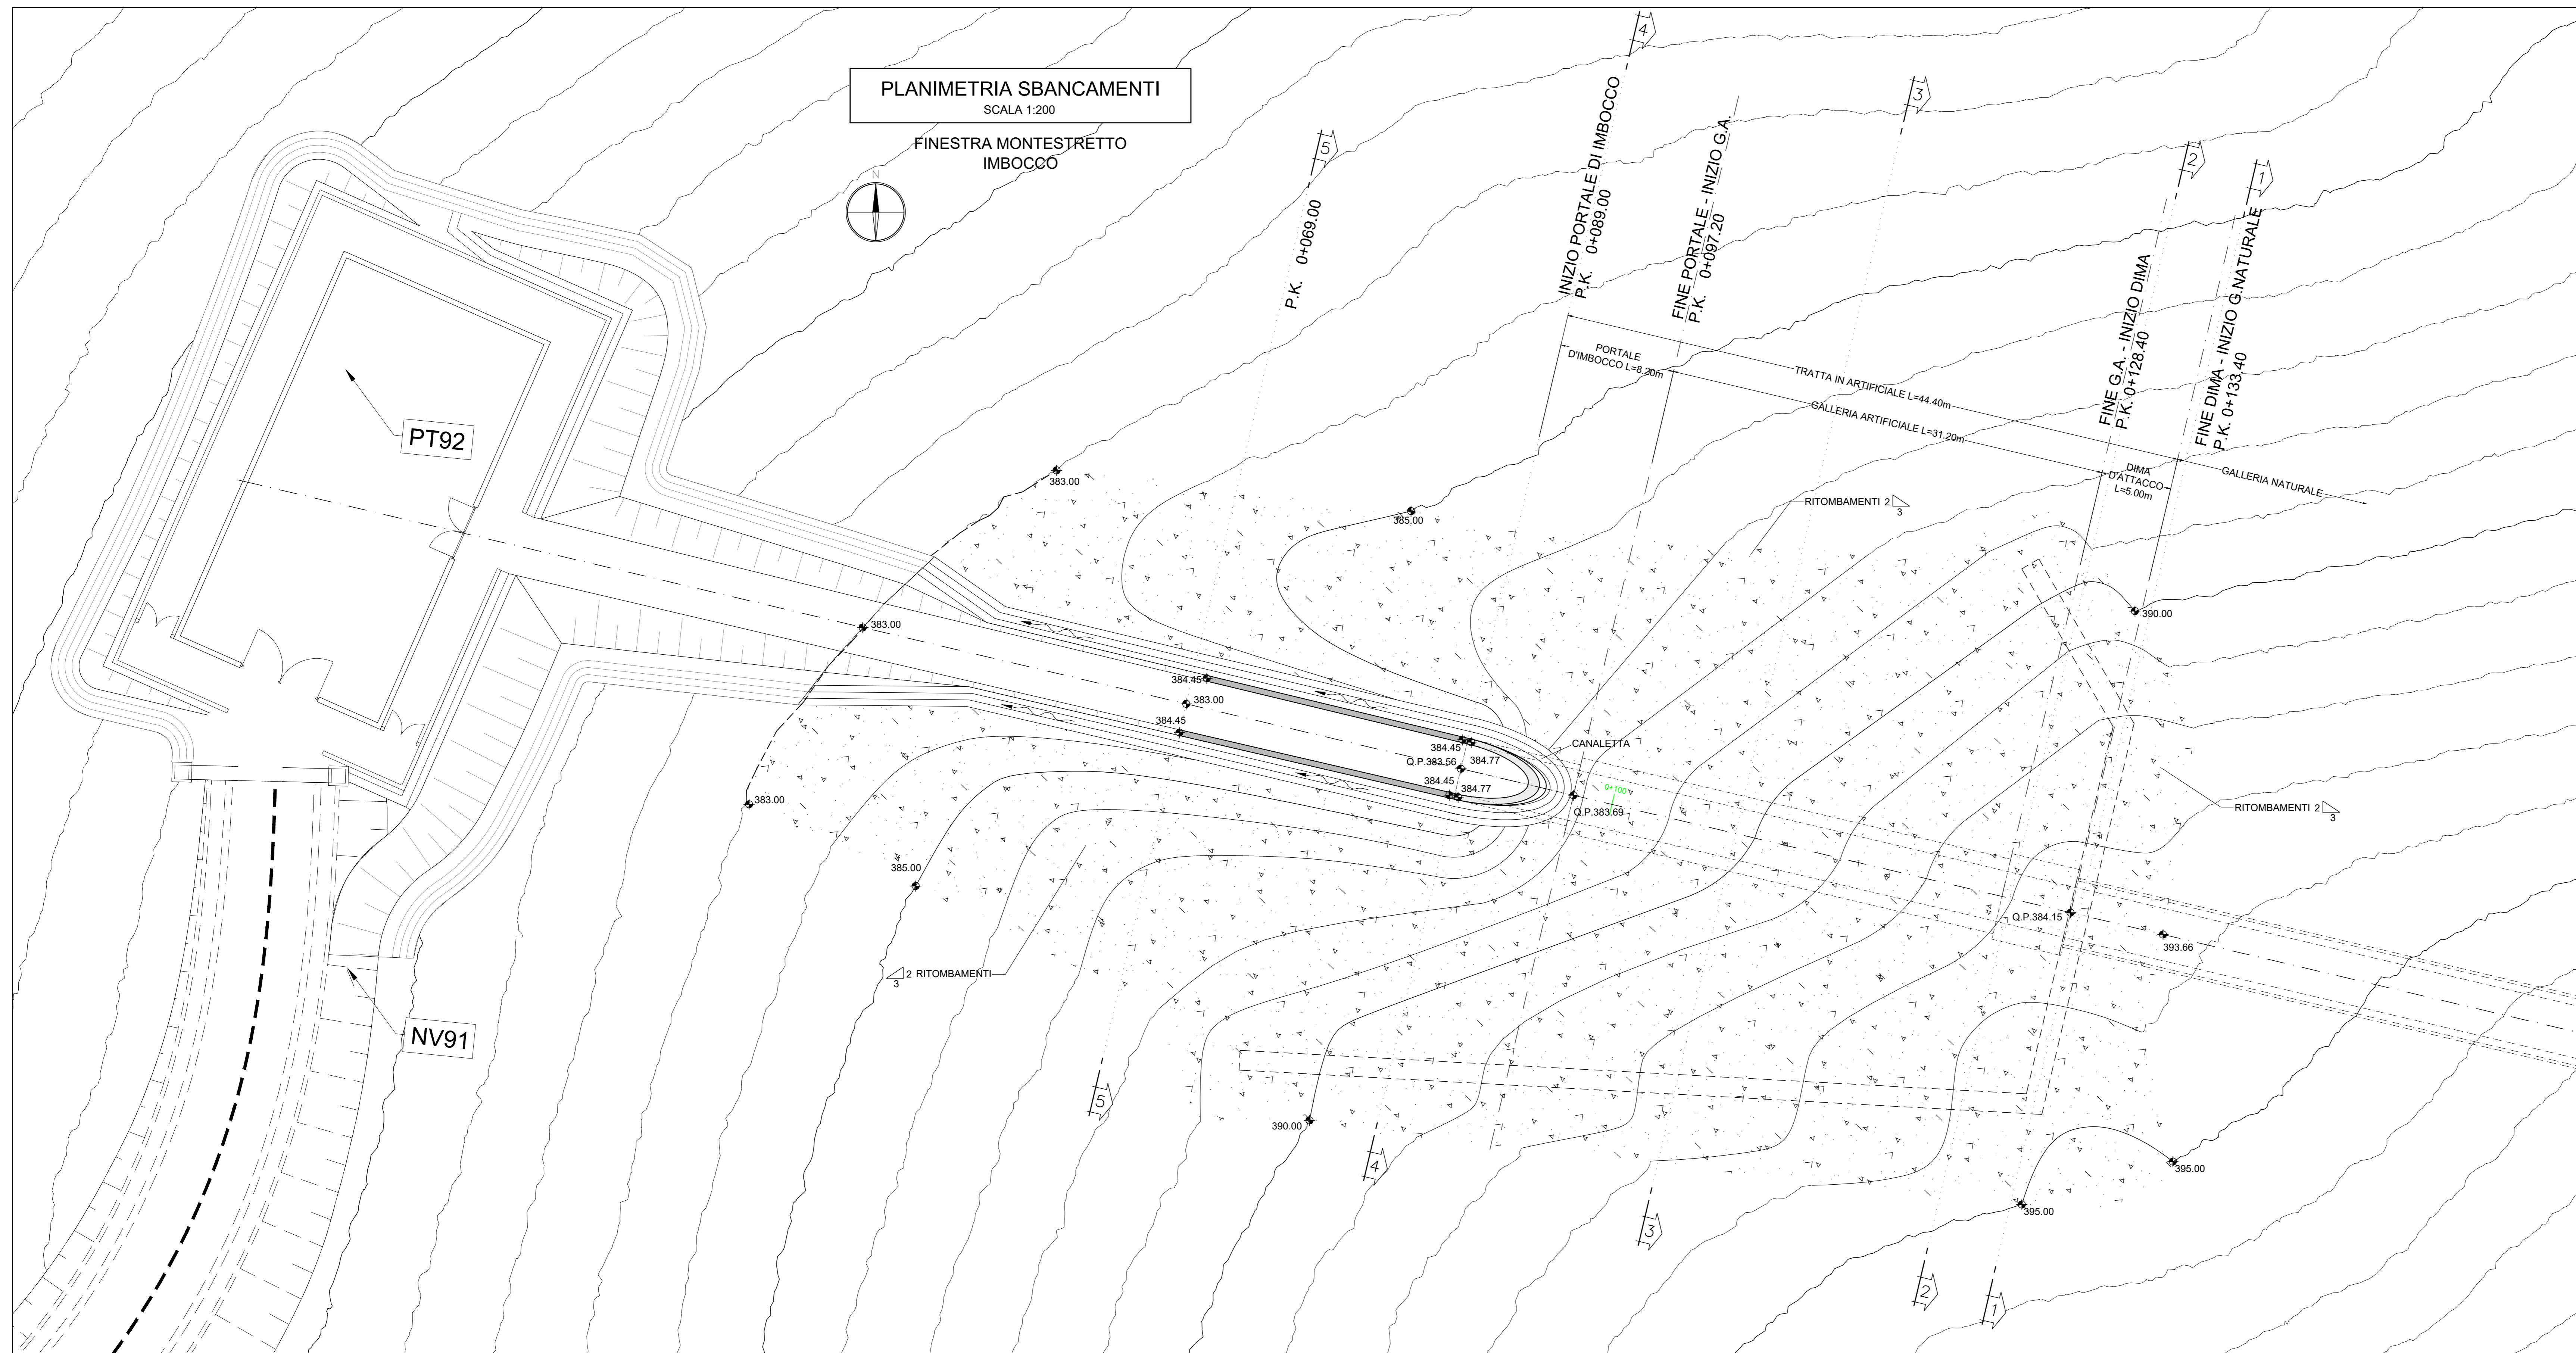 PLANIMETRIA SBANCAMENTI
SCALA 1:200
FINESTRA MONTESTRETTO
IMBOCCO
N
4
3
5
2
1
P.K. 0+069.00
INIZIO PORTALE DI IMBOCCO
P.K. 0+089.00
FINE PORTALE - INIZIO G.A.
P.K. 0+097.20
FINE G.A. - INIZIO DIMA
P.K. 0+128.40
FINE DIMA - INIZIO G.NATURALE
P.K. 0+133.40
PORTALE
D'IMBOCCO L=8.20m
TRATTA IN ARTIFICIALE L=44.40m
GALLERIA ARTIFICIALE L=31.20m
DIMA
D'ATTACCO
L=5.00m
GALLERIA NATURALE
PT92
383.00
385.00
RITOMBAMENTI 2
3
390.00
383.00
384.45
383.00
384.45
384.45
384.77
Q.P.383.56
384.45
384.77
CANALETTA
0+100
Q.P.383.69
383.00
RITOMBAMENTI 2
3
385.00
Q.P.384.15
393.66
2 RITOMBAMENTI
3
NV91
5
390.00
4
395.00
395.00
3
2
1